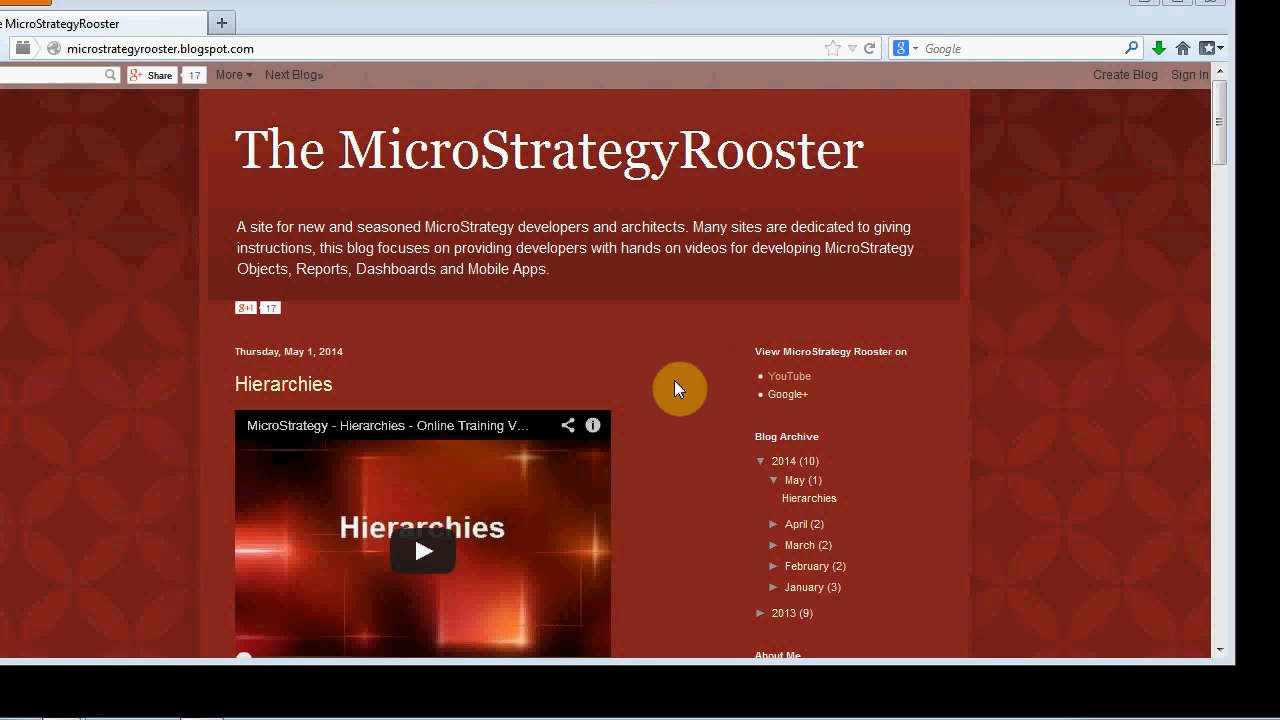 e MicroStrategyRooster
microstrategyrooster.blogspot.com
Google
Share
17
More
Next Blog»
Create Blog
Sign In
The MicroStrategyRooster
A site for new and seasoned MicroStrategy developers and architects. Many sites are dedicated to giving
instructions, this blog focuses on providing developers with hands on videos for developing MicroStrategy
Objects, Reports, Dashboards and Mobile Apps.
g+1 17
Thursday, May 1, 2014
Hierarchies
MicroStrategy - Hierarchies - Online Training V...
Hierarchies
View MicroStrategy Rooster on
YouTube
Google+
Blog Archive
▼ 2014 (10)
▼ May (1)
Hierarchies
► April (2)
► March (2)
► February (2)
► January (3)
► 2013 (9)
About Me